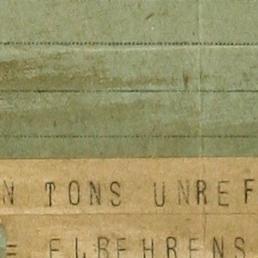 N TONS UNREF
= ELBEHRENS